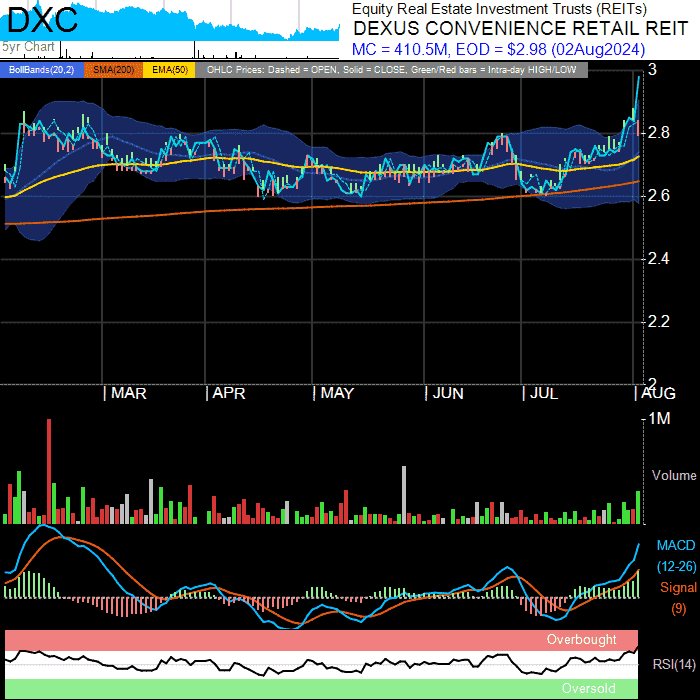 DXC
Equity Real Estate Investment Trusts (REITs)
DEXUS CONVENIENCE RETAIL REIT
MC = 410.5M, EOD = $2.98 (02Aug2024)
5yr Chart
BollBands(20,2) SMA(200) EMA(50) OHLC Prices: Dashed = OPEN, Solid = CLOSE, Green/Red bars = Intra-day HIGH/LOW
3
2.8
2.6
2.4
2.2
2
MAR APR MAY JUN JUL AUG
1M
Volume
MACD
(12-26)
Signal
(9)
Overbought
RSI(14)
Oversold